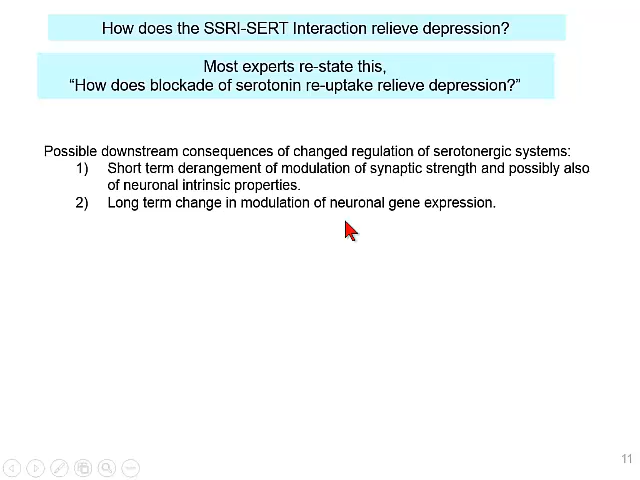 How does the SSRI-SERT Interaction relieve depression?
Most experts re-state this,
“How does blockade of serotonin re-uptake relieve depression?”
Possible downstream consequences of changed regulation of serotonergic systems:
1) Short term derangement of modulation of synaptic strength and possibly also
of neuronal intrinsic properties.
2) Long term change in modulation of neuronal gene expression.
11